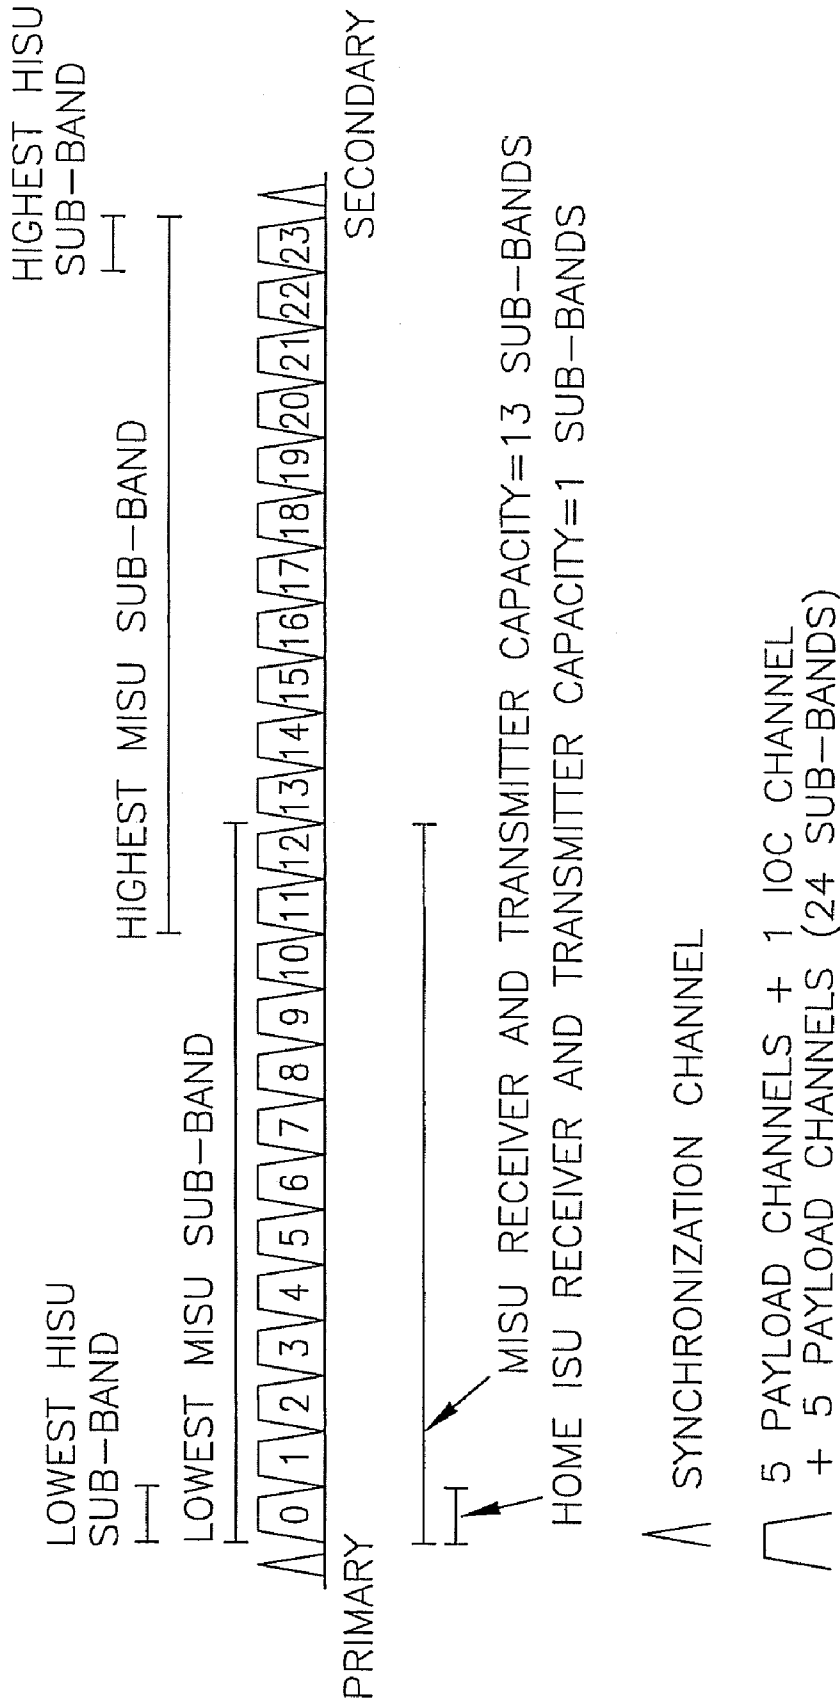 LOWEST HISU
SUB-BAND
HIGHEST HISU
SUB-BAND
HIGHEST MISU SUB-BAND
LOWEST MISU SUB-BAND
0 1 2 3 4 5 6 7 8 9 10 11 12 13 14 15 16 17 18 19 20 21 22 23
PRIMARY
SECONDARY
MISU RECEIVER AND TRANSMITTER CAPACITY=13 SUB-BANDS
HOME ISU RECEIVER AND TRANSMITTER CAPACITY=1 SUB-BANDS
SYNCHRONIZATION CHANNEL
5 PAYLOAD CHANNELS + 1 IOC CHANNEL
+ 5 PAYLOAD CHANNELS (24 SUB-BANDS)